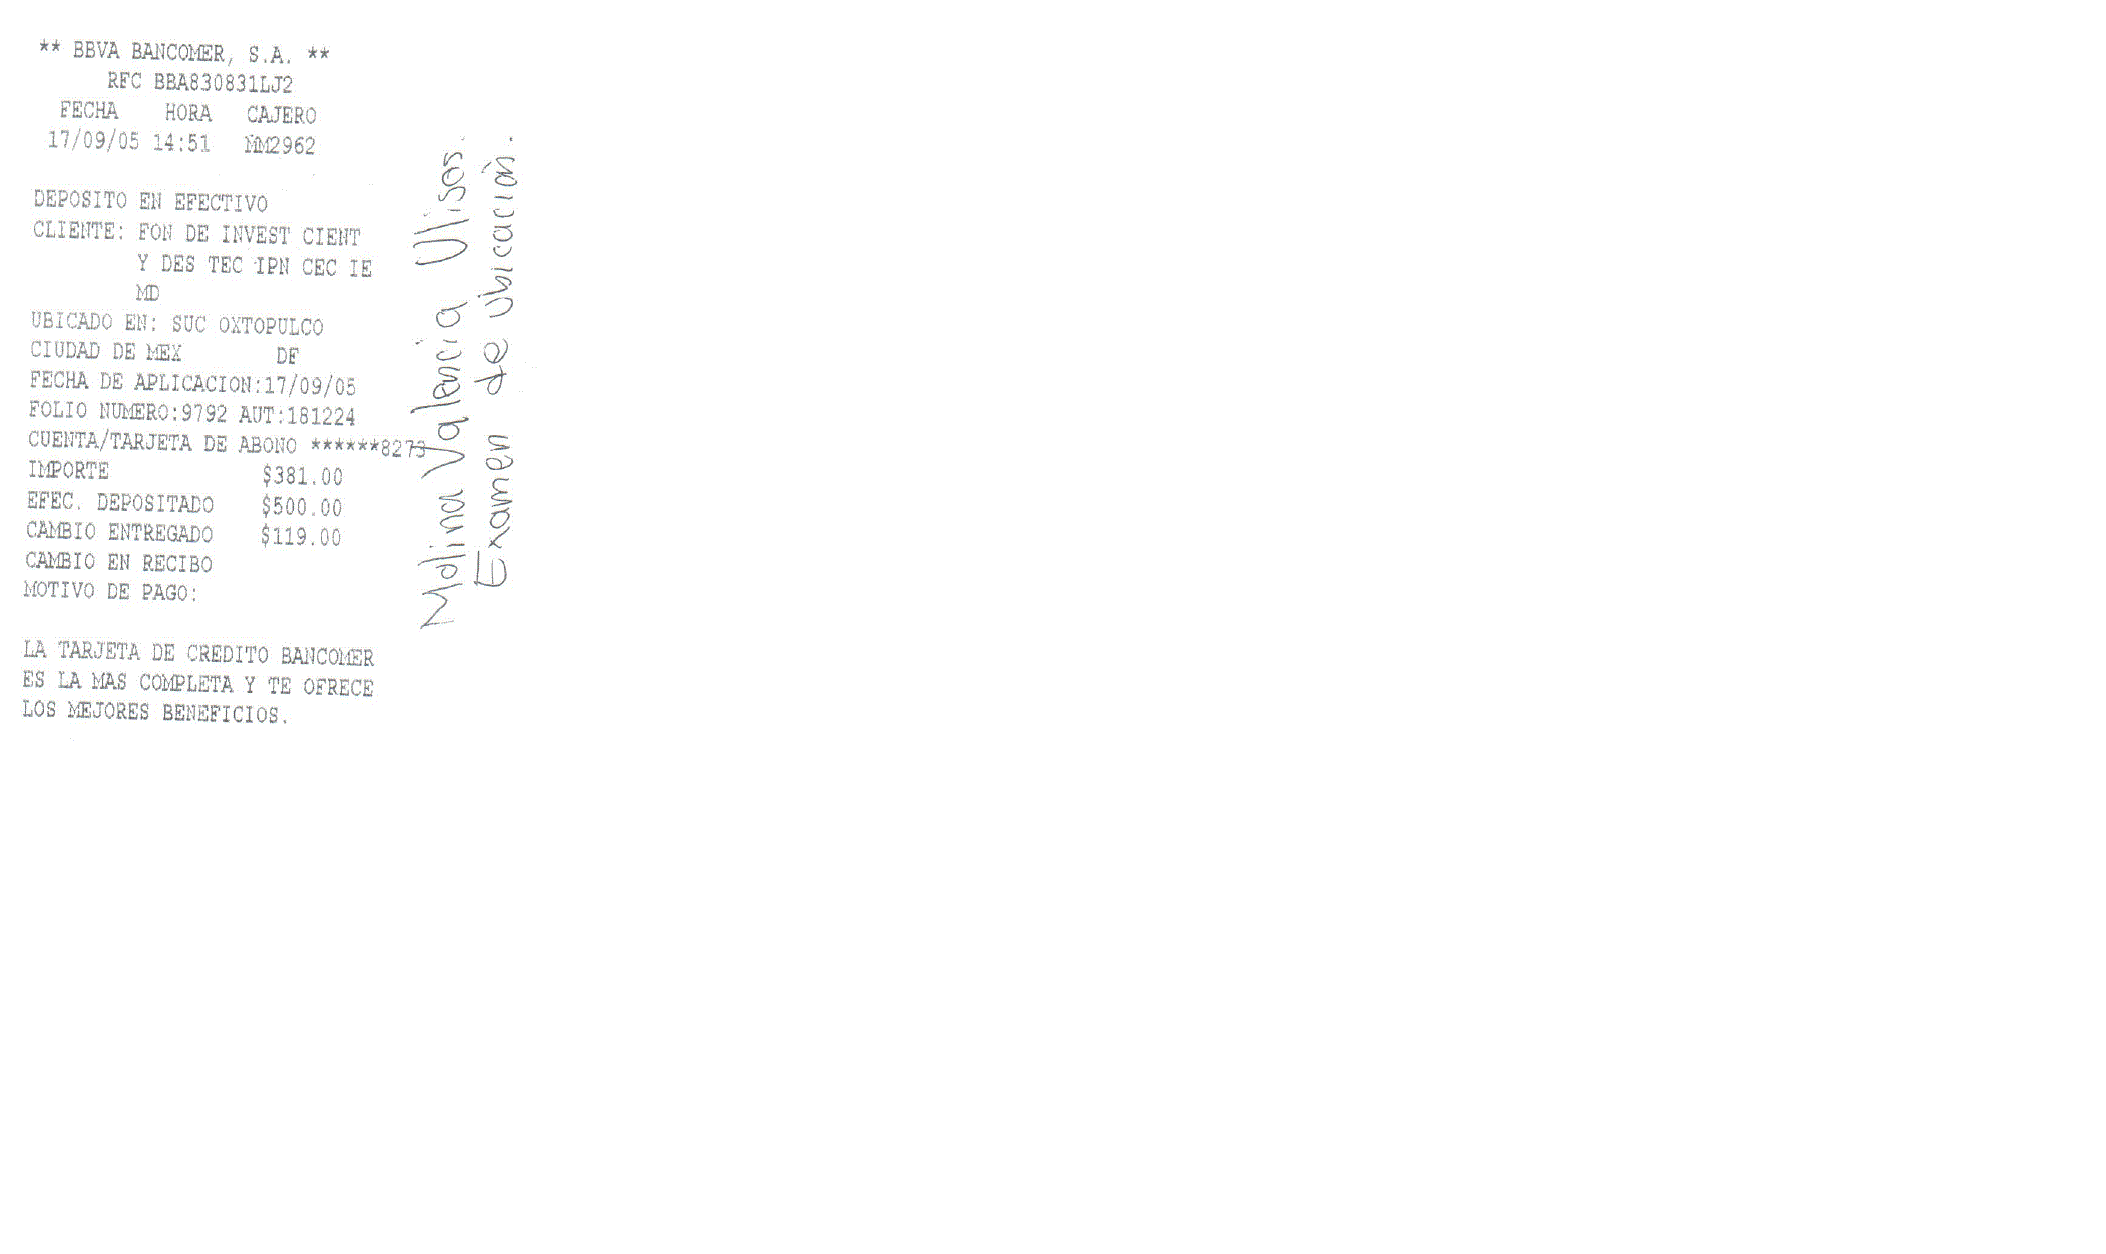 ** BBVA BANCOMER, S.A. **
RFC BBA830831LJ2
FECHA HORA CAJERO
17/09/05 14:51 MM2962
DEPOSITO EN EFECTIVO
CLIENTE: FON DE INVEST CIENT
Y DES TEC IPN CEC IE
MD
UBICADO EN: SUC OXTOPULCO
CIUDAD DE MEX DF
FECHA DE APLICACION:17/09/05
FOLIO NUMERO:9792 AUT:181224
CUENTA/TARJETA DE ABONO ******8273
IMPORTE $381.00
EFEC. DEPOSITADO $500.00
CAMBIO ENTREGADO $119.00
CAMBIO EN RECIBO
MOTIVO DE PAGO:
LA TARJETA DE CREDITO BANCOMER
ES LA MAS COMPLETA Y TE OFRECE
LOS MEJORES BENEFICIOS.
Molina Valencia Ulises.
Examen de Ubicación.